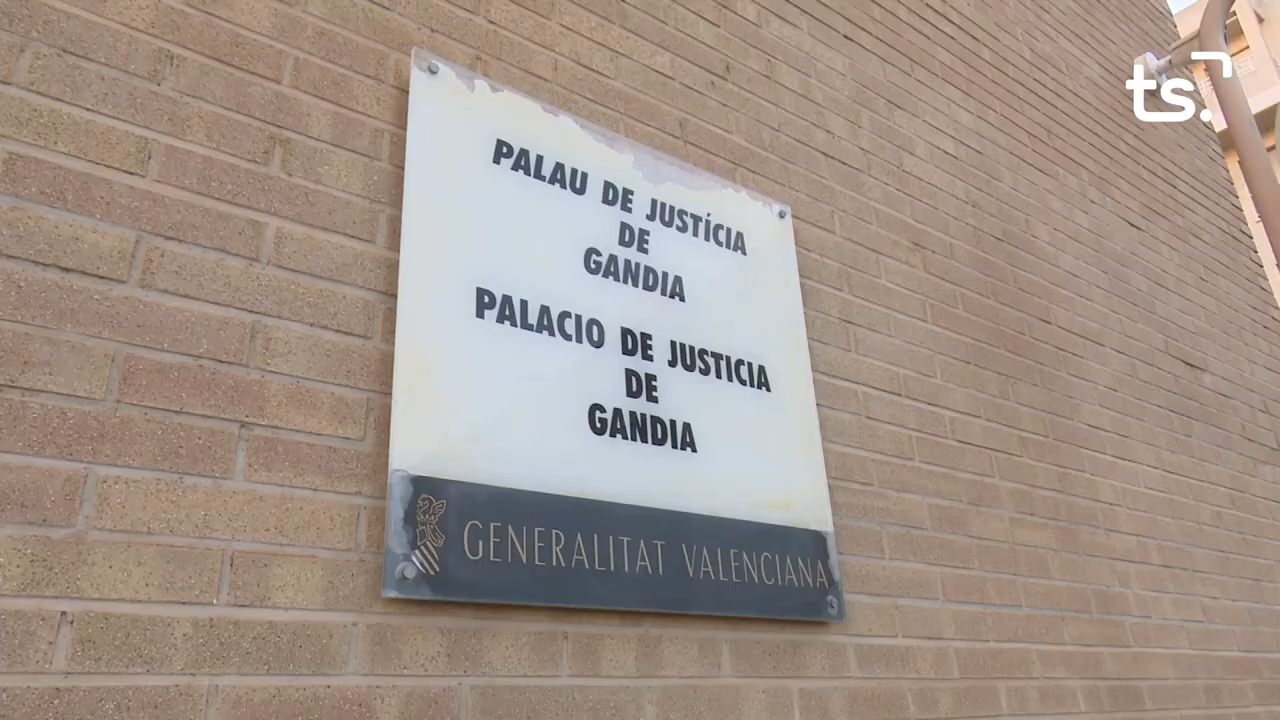 ts.
PALAU DE JUSTÍCIA
DE
GANDIA
PALACIO DE JUSTICIA
DE
GANDIA
GENERALITAT VALENCIANA